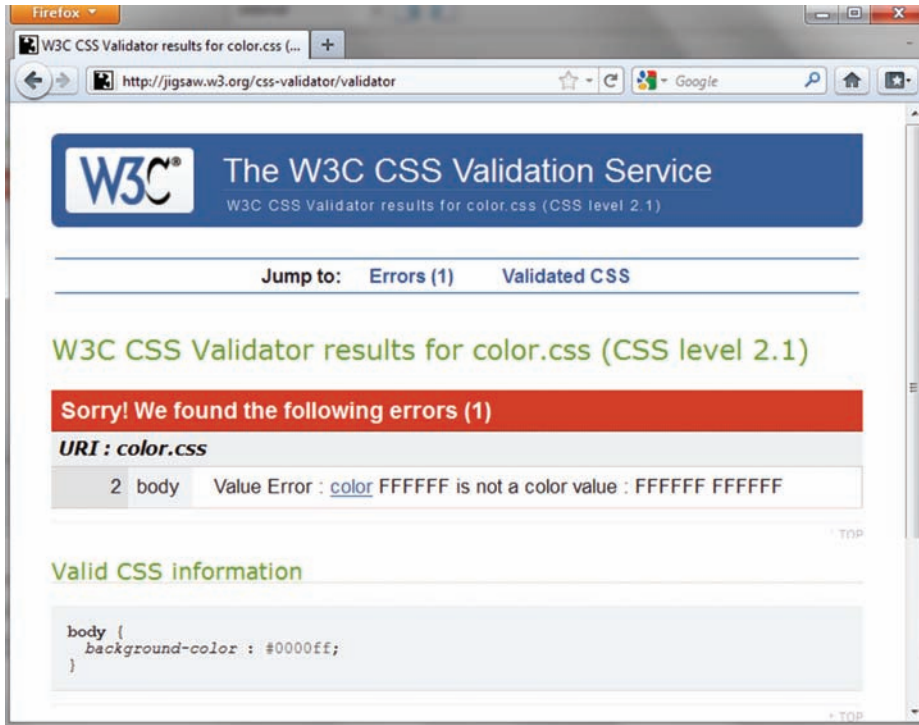 Firefox
W3C CSS Validator results for color.css (...
http://jigsaw.w3.org/css-validator/validator Google
W3C® The W3C CSS Validation Service
W3C CSS Validator results for color.css (CSS level 2.1)
Jump to: Errors (1) Validated CSS
W3C CSS Validator results for color.css (CSS level 2.1)
Sorry! We found the following errors (1)
URI : color.css
2 body Value Error : color FFFFFF is not a color value : FFFFFF FFFFFF
↑ TOP
Valid CSS information
body {
background-color : #0000ff;
}
↑ TOP